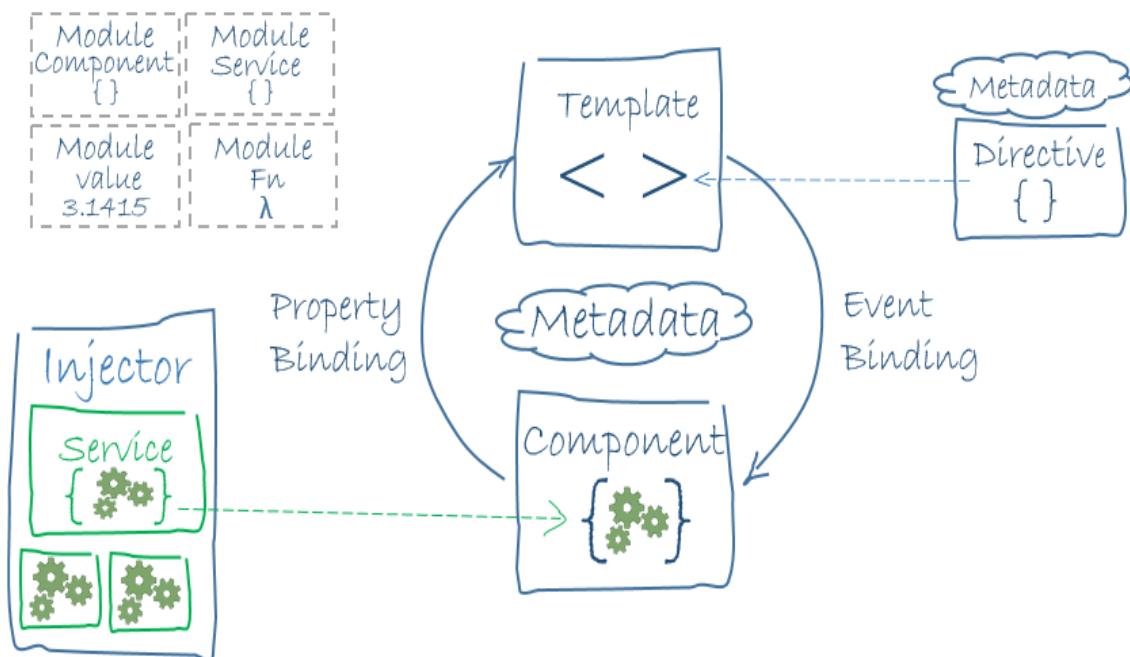 Module
Component
{ }
Module
Service
{ }
Module
value
3.1415
Module
Fn
λ
Template
< >
Metadata
Directive
{ }
Property
Binding
Metadata
Event
Binding
Injector
Service
{ }
Component
{ }